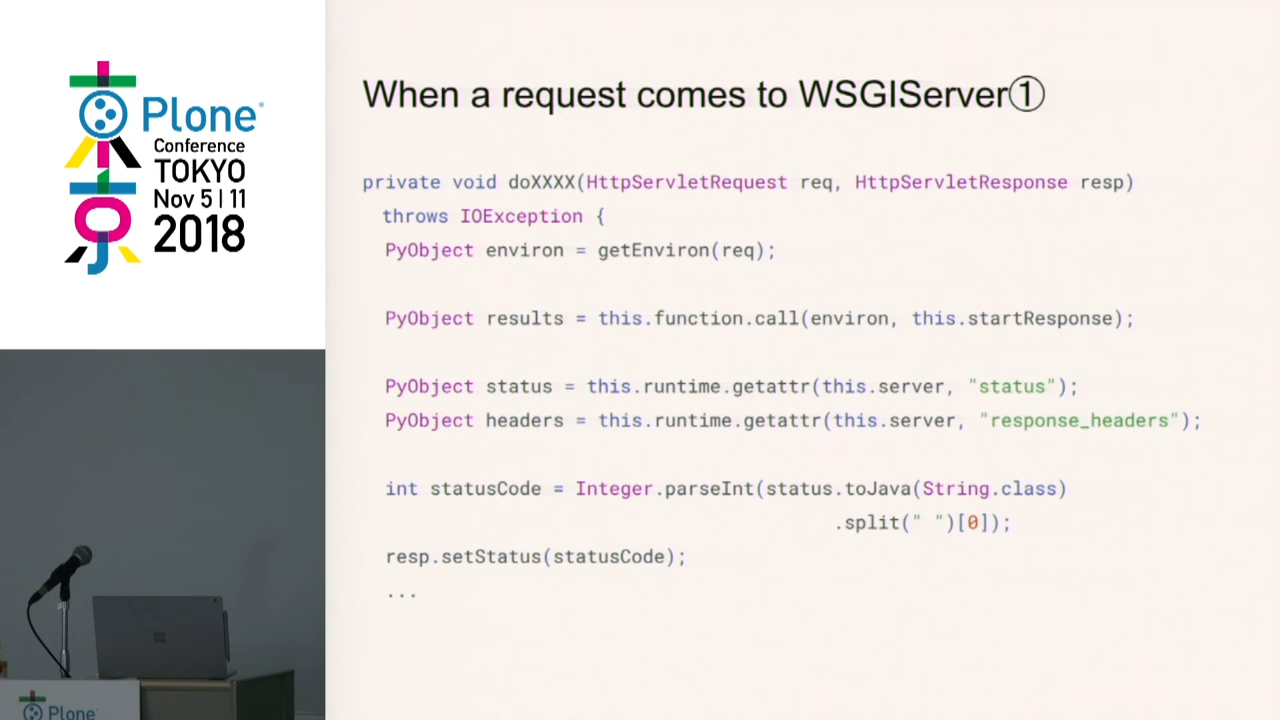 Plone
Conference
TOKYO
Nov 5 | 11
2018
When a request comes to WSGIServer①
private void doXXXX(HttpServletRequest req, HttpServletResponse resp)
throws IOException {
PyObject environ = getEnviron(req);
PyObject results = this.function.call(environ, this.startResponse);
PyObject status = this.runtime.getattr(this.server, "status");
PyObject headers = this.runtime.getattr(this.server, "response_headers");
int statusCode = Integer.parseInt(status.toJava(String.class)
.split(" ")[0]);
resp.setStatus(statusCode);
...
Plone